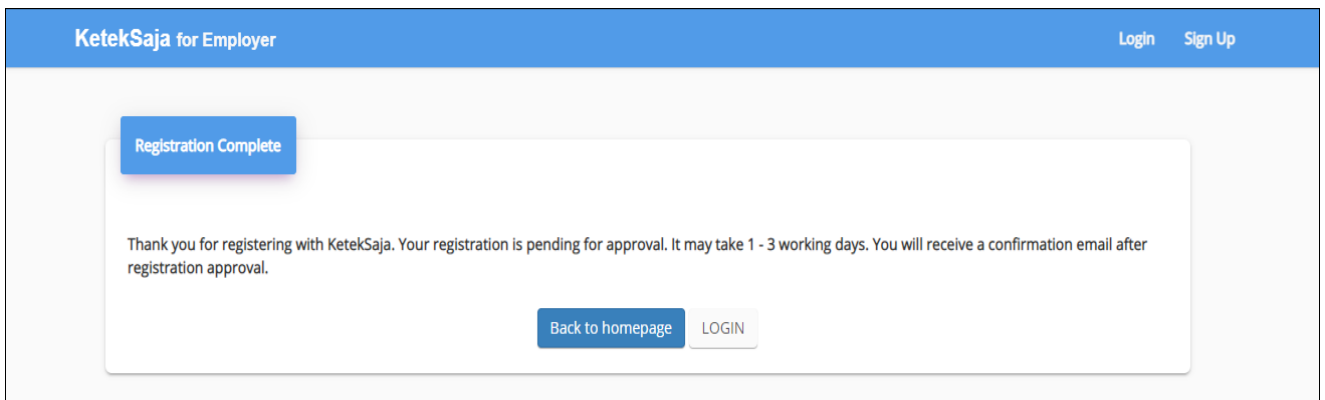 KetekSaja for Employer
Login Sign Up
Registration Complete
Thank you for registering with KetekSaja. Your registration is pending for approval. It may take 1 - 3 working days. You will receive a confirmation email after
registration approval.
Back to homepage LOGIN